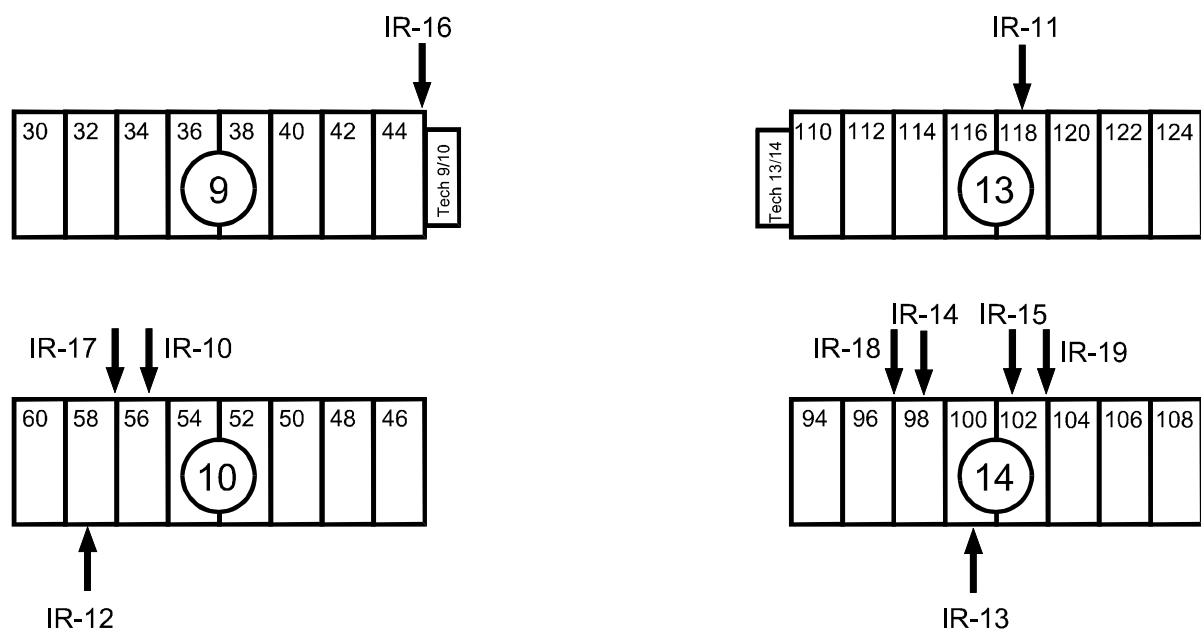 IR-16
IR-11
30 32 34 36 38 40 42 44
9
Tech 9/10
110 112 114 116 118 120 122 124
13
Tech 13/14
IR-17
IR-10
IR-14
IR-15
IR-18
IR-19
60 58 56 54 52 50 48 46
10
94 96 98 100 102 104 106 108
14
IR-12
IR-13